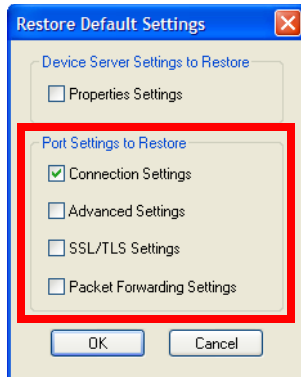 Restore Default Settings
Device Server Settings to Restore
Properties Settings
Port Settings to Restore
Connection Settings
Advanced Settings
SSL/TLS Settings
Packet Forwarding Settings
OK
Cancel